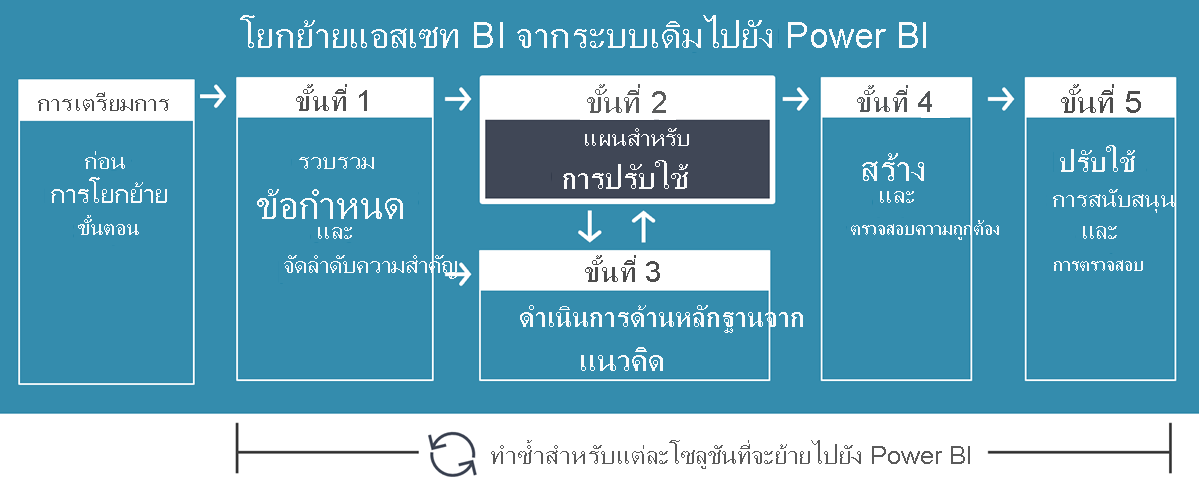 โยกย้ายแอสเซท BI จากระบบเดิมไปยัง Power BI
การเตรียมการ
ก่อน
การโยกย้าย
ขั้นตอน
ขั้นที่ 1
รวบรวม
ข้อกำหนด
และ
จัดลำดับความสำคัญ
ขั้นที่ 2
แผนสำหรับ
การปรับใช้
ขั้นที่ 3
ดำเนินการด้านหลักฐานจาก
แนวคิด
ขั้นที่ 4
สร้าง
และ
ตรวจสอบความถูกต้อง
ขั้นที่ 5
ปรับใช้
การสนับสนุน
และ
การตรวจสอบ
ทำซ้ำสำหรับแต่ละโซลูชันที่จะย้ายไปยัง Power BI